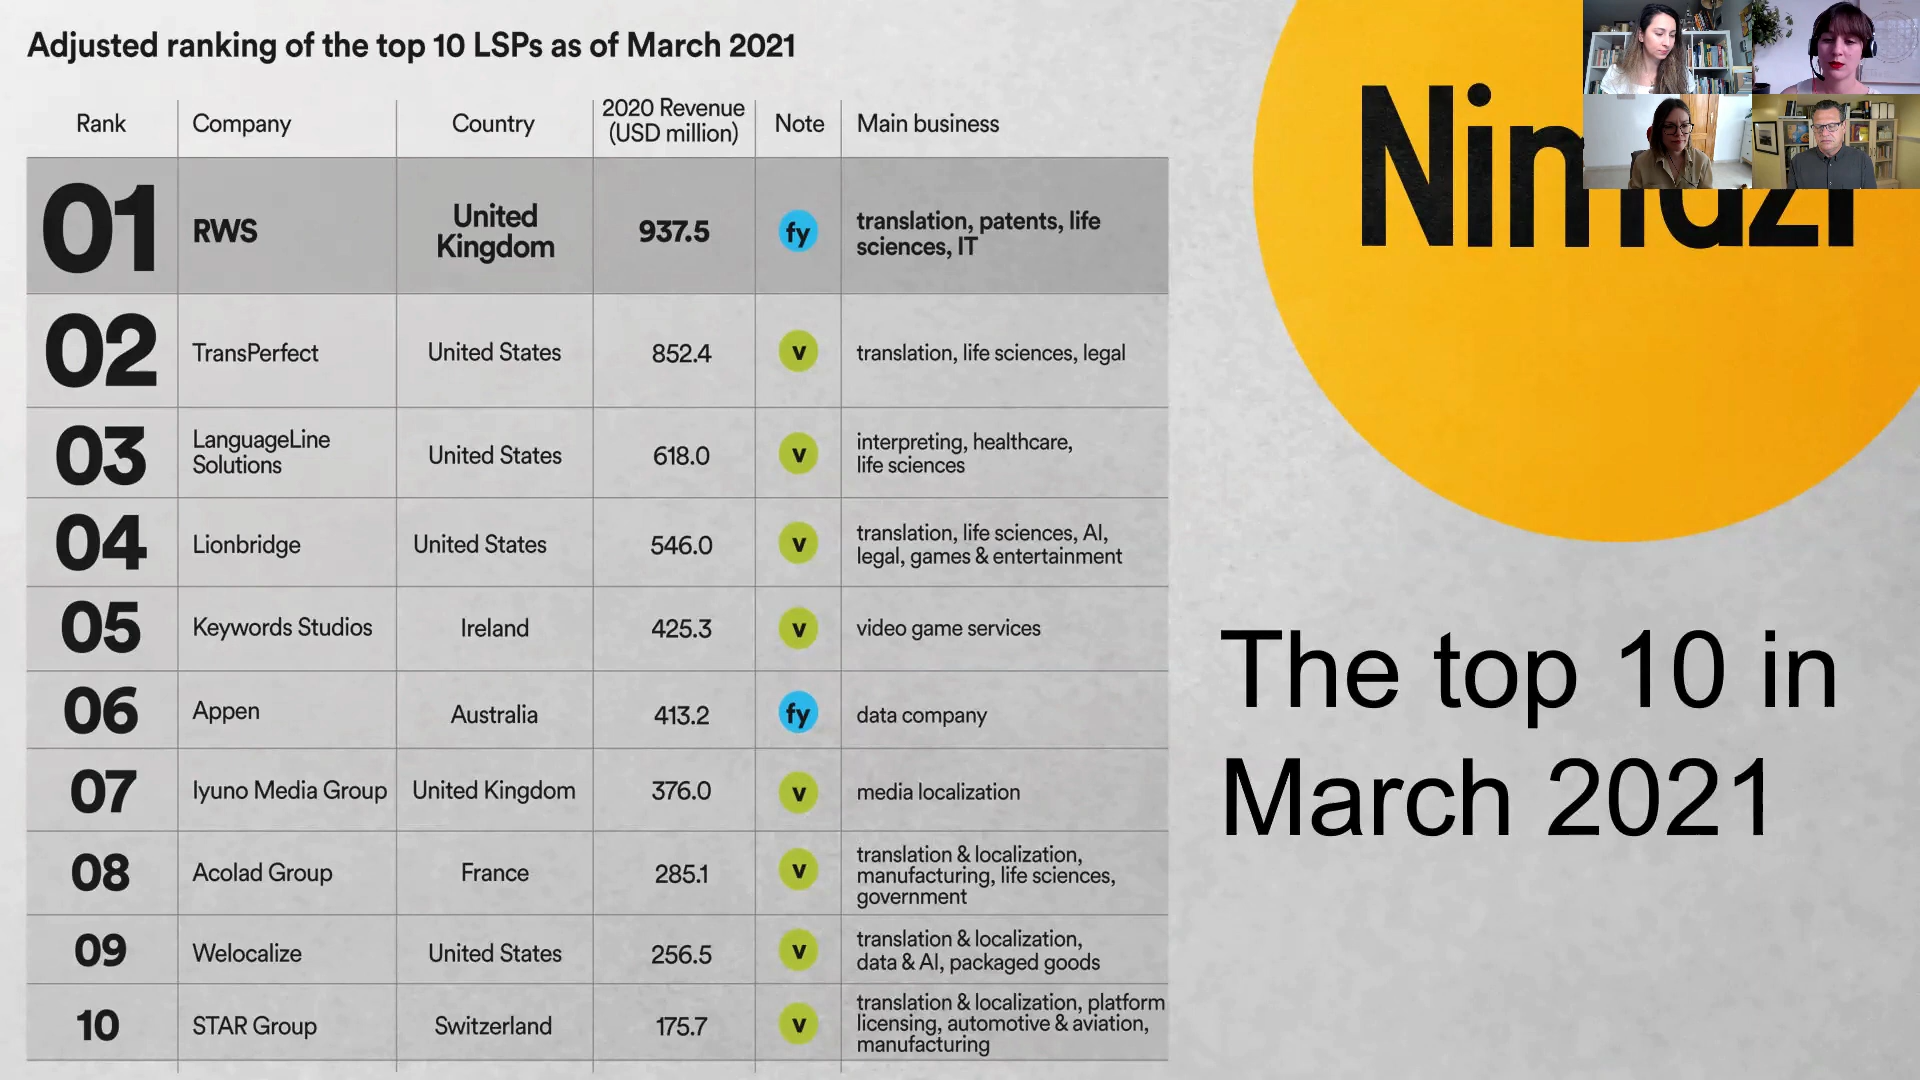 Adjusted ranking of the top 10 LSPs as of March 2021
Rank
Company
Country
2020 Revenue
(USD million)
Note
Main business
01
RWS
United
Kingdom
937.5
fy
translation, patents, life
sciences, IT
02
TransPerfect
United States
852.4
v
translation, life sciences, legal
03
LanguageLine
Solutions
United States
618.0
v
interpreting, healthcare,
life sciences
04
Lionbridge
United States
546.0
v
translation, life sciences, AI,
legal, games & entertainment
05
Keywords Studios
Ireland
425.3
v
video game services
06
Appen
Australia
413.2
fy
data company
07
Iyuno Media Group
United Kingdom
376.0
v
media localization
08
Acolad Group
France
285.1
v
translation & localization,
manufacturing, life sciences,
government
09
Welocalize
United States
256.5
v
translation & localization,
data & AI, packaged goods
10
STAR Group
Switzerland
175.7
v
translation & localization, platform
licensing, automotive & aviation,
manufacturing
The top 10 in
March 2021